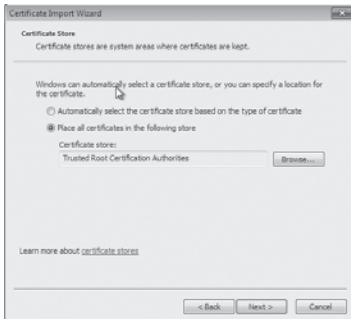 Certificate Import Wizard
Certificate Store
Certificate stores are system areas where certificates are kept.
Windows can automatically select a certificate store, or you can specify a location for
the certificate.
Automatically select the certificate store based on the type of certificate
Place all certificates in the following store
Certificate store:
Trusted Root Certification Authorities
Browse...
Learn more about certificate stores
< Back
Next >
Cancel